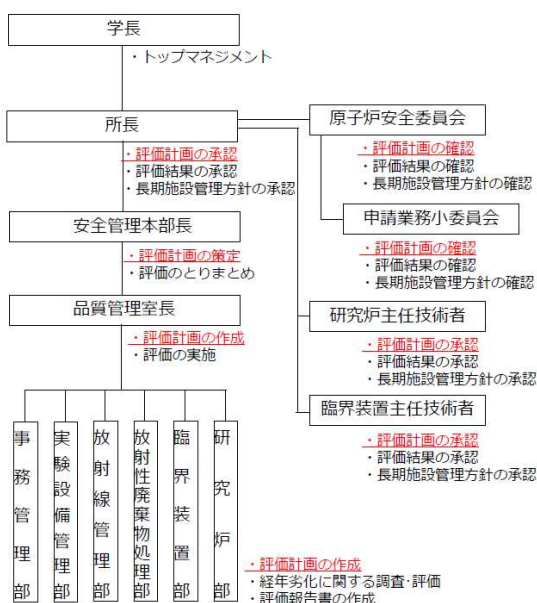 学長
・トップマネジメント
所長
・評価計画の承認
・評価結果の承認
・長期施設管理方針の承認
安全管理本部長
・評価計画の策定
・評価のとりまとめ
品質管理室長
・評価計画の作成
・評価の実施
原子炉安全委員会
・評価計画の確認
・評価結果の確認
・長期施設管理方針の確認
申請業務小委員会
・評価計画の確認
・評価結果の確認
・長期施設管理方針の確認
研究炉主任技術者
・評価計画の承認
・評価結果の承認
・長期施設管理方針の承認
臨界装置主任技術者
・評価計画の承認
・評価結果の承認
・長期施設管理方針の承認
事務管理部
実験設備管理部
放射線管理部
放射性廃棄物処理部
臨界装置部
研究炉部
・評価計画の作成
・経年劣化に関する調査・評価
・評価報告書の作成